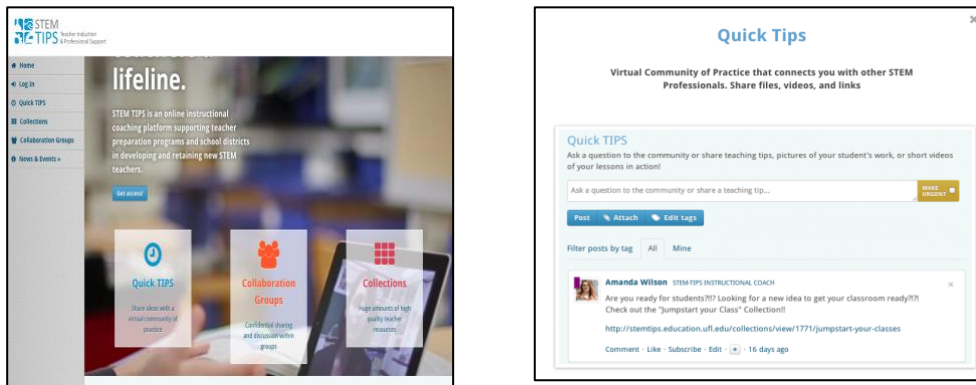 STEM
TIPS Teacher Induction
& Professional Support
Home
Log In
Quick TIPS
Collections
Collaboration Groups
News & Events »
lifeline.
STEM TIPS is an online instructional
coaching platform supporting teacher
preparation programs and school districts
in developing and retaining new STEM
teachers.
Get access!
Quick TIPS
Share ideas with a
virtual community of
practice
Collaboration
Groups
Confidential sharing
and discussion within
groups
Collections
Huge amounts of high
quality teacher
resources
Quick Tips
Virtual Community of Practice that connects you with other STEM
Professionals. Share files, videos, and links
Quick TIPS
Ask a question to the community or share teaching tips, pictures of your student's work, or short videos
of your lessons in action!
Ask a question to the community or share a teaching tip...
MAKE
URGENT
Post Attach Edit tags
Filter posts by tag All Mine
Amanda Wilson STEM-TIPS INSTRUCTIONAL COACH
Are you ready for students?!!? Looking for a new idea to get your classroom ready?!?!
Check out the "Jumpstart your Class" Collection!!
http://stemtips.education.ufl.edu/collections/view/1771/jumpstart-your-classes
Comment · Like · Subscribe · Edit · + · 16 days ago